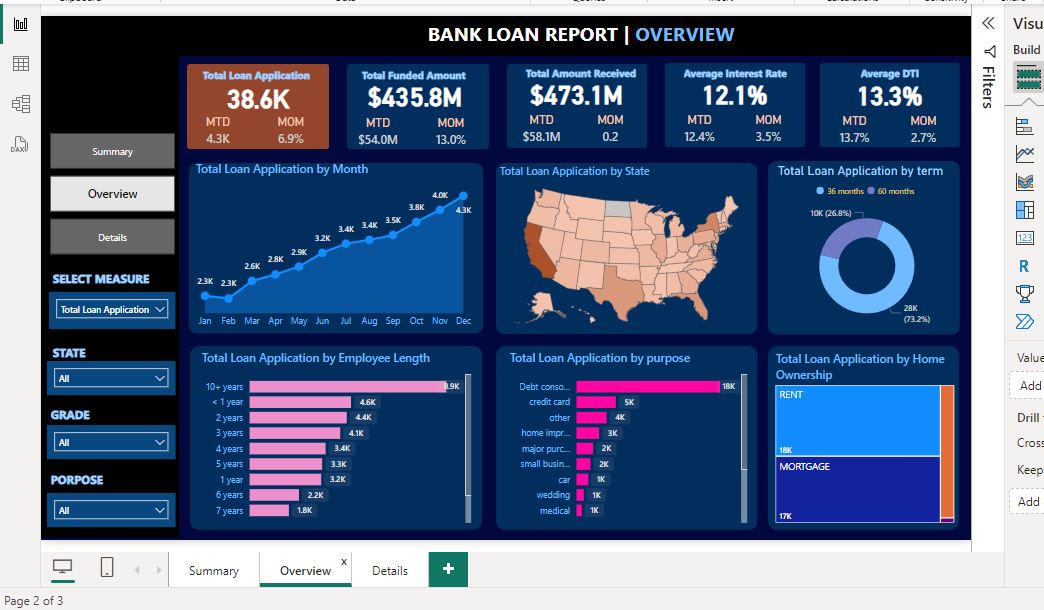 Visu
BANK LOAN REPORT | OVERVIEW
Build
Filters
Total Loan Application
38.6K
MTD
MOM
4.3K
6.9%
Total Funded Amount
$435.8M
MTD
MOM
$54.0M
13.0%
Total Amount Received
$473.1M
MTD
MOM
$58.1M
0.2
Average Interest Rate
12.1%
MTD
MOM
12.4%
3.5%
Average DTI
13.3%
MTD
MOM
13.7%
2.7%
Summary
Overview
Details
SELECT MEASURE
Total Loan Application
STATE
All
GRADE
All
PURPOSE
All
Total Loan Application by Month
2.3K
2.3K
2.6K
2.8K
2.9K
3.2K
3.4K
3.4K
3.5K
3.8K
4.0K
4.3K
Jan Feb Mar Apr May Jun Jul Aug Sep Oct Nov Dec
Total Loan Application by State
Total Loan Application by term
36 months 60 months
10K (26.8%)
28K
(73.2%)
Total Loan Application by Employee Length
10+ years 8.9K
< 1 year 4.6K
2 years 4.4K
3 years 4.1K
4 years 3.4K
5 years 3.3K
1 year 3.2K
6 years 2.2K
7 years 1.8K
Total Loan Application by purpose
Debt conso... 18K
credit card 5K
other 4K
home impr... 3K
major purc... 2K
small busin... 2K
car 1K
wedding 1K
medical 1K
Total Loan Application by Home
Ownership
RENT
18K
MORTGAGE
17K
123
R
Value
Add
Drill
Cross
Keep
Add
Summary
Overview
x
Details
+
Page 2 of 3